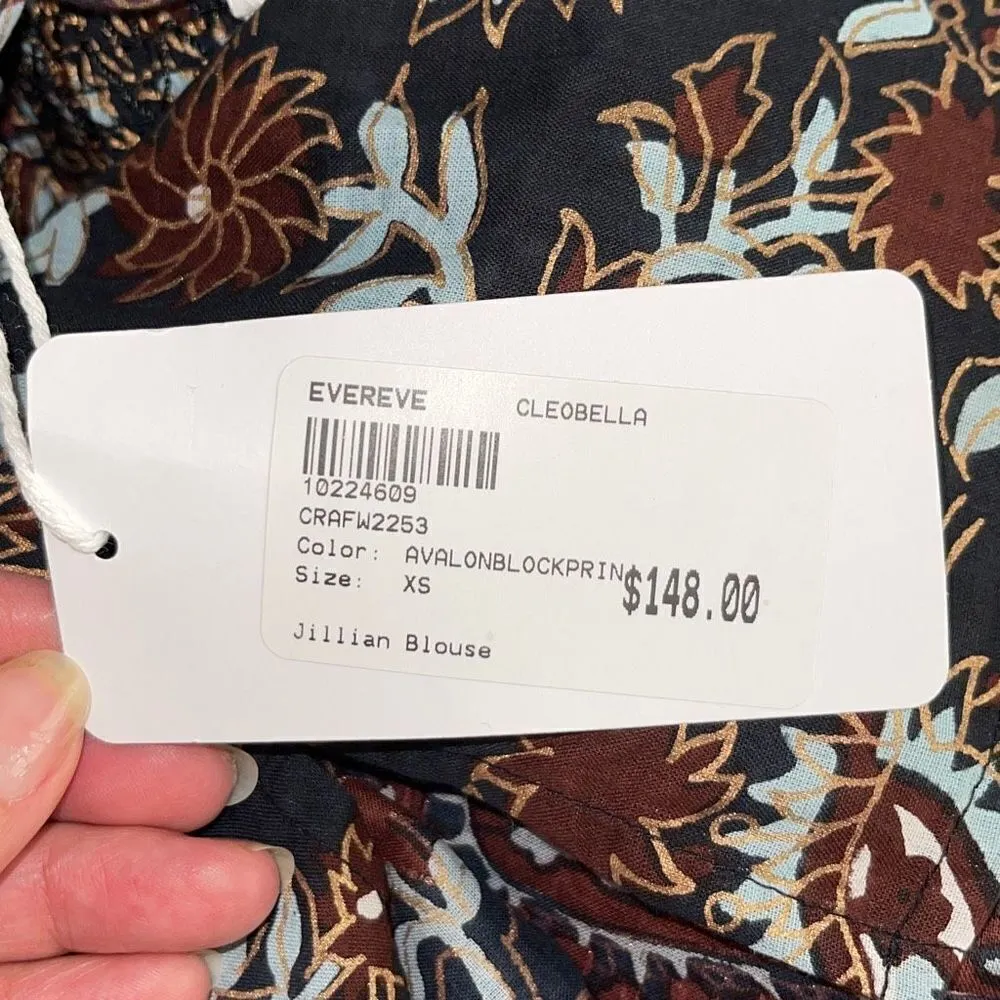 EVEREVE CLEOBELLA
10224609
CRAFW2253
Color: AVALONBLOCKPRIN
$148.00
Size: XS
Jillian Blouse